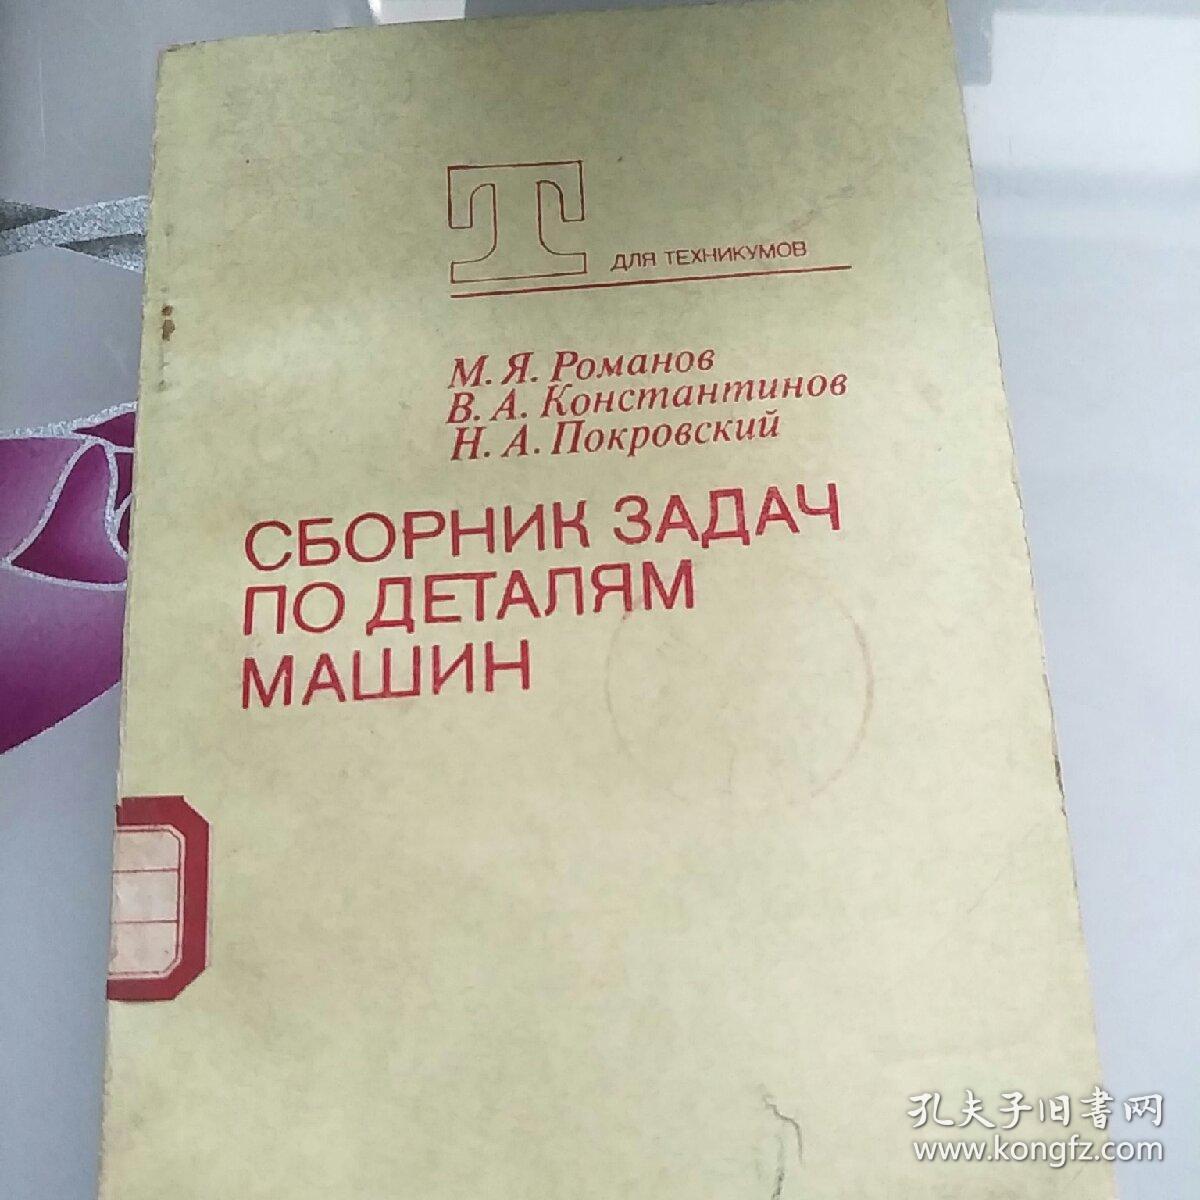 Т
ДЛЯ ТЕХНИКУМОВ
М. Я. Романов
В. А. Константинов
Н. А. Покровский
СБОРНИК ЗАДАЧ
ПО ДЕТАЛЯМ
МАШИН
孔夫子旧书网
www.kongfz.com